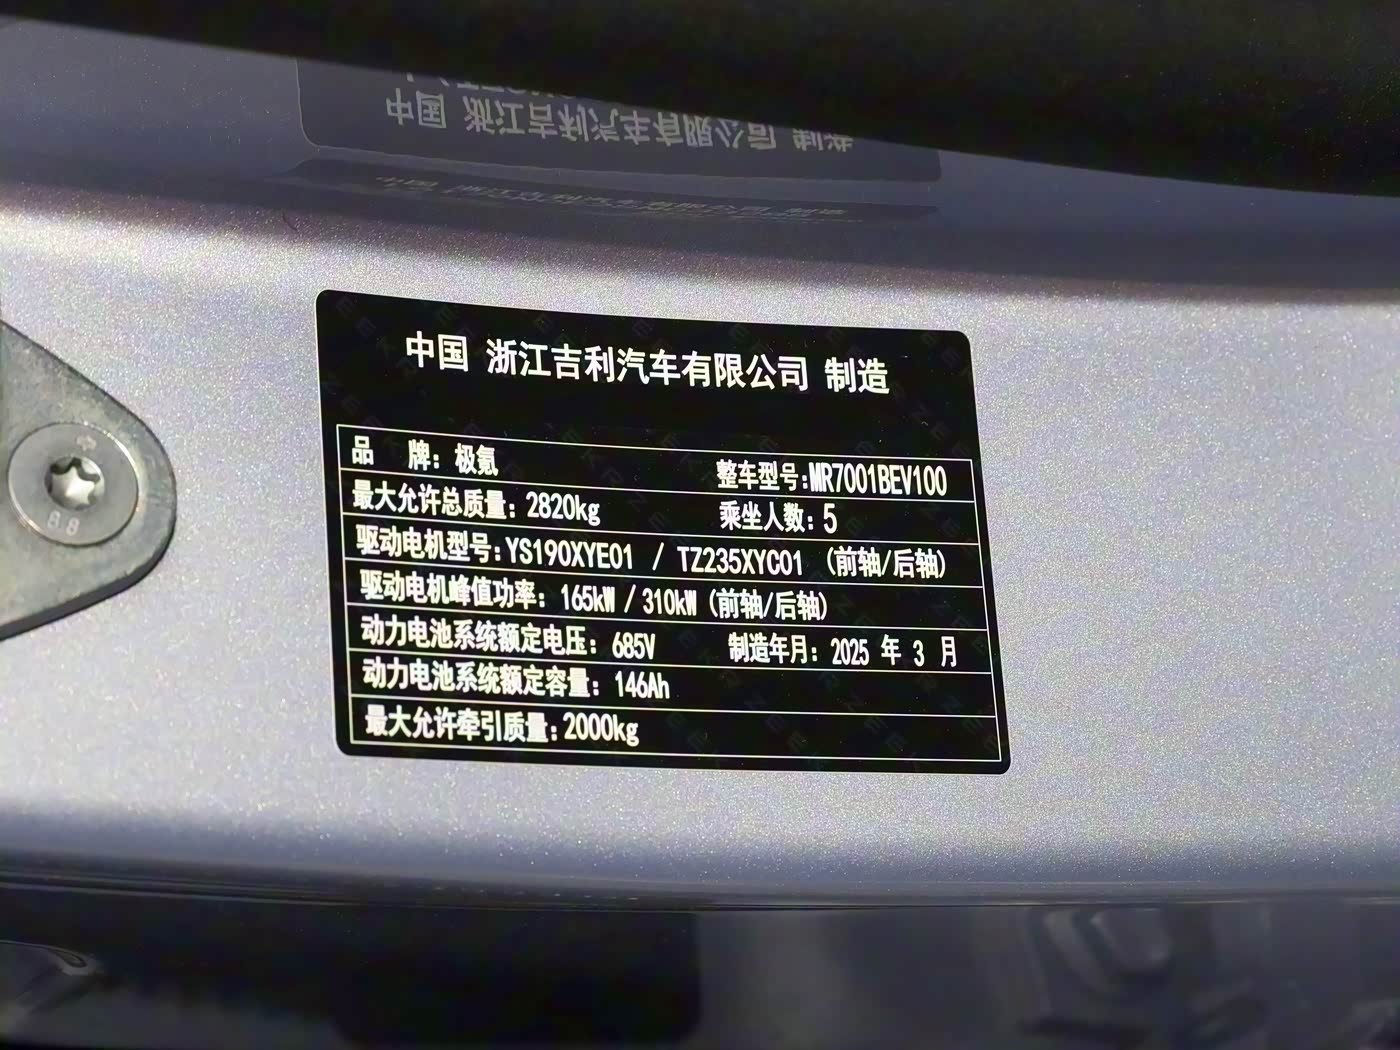 中国 浙江吉利汽车有限公司 制造
品 牌：极氪 整车型号：MR7001BEV100
最大允许总质量：2820kg 乘坐人数：5
驱动电机型号：YS190XYE01 / TZ235XYC01 (前轴/后轴)
驱动电机峰值功率：165kW / 310kW (前轴/后轴)
动力电池系统额定电压：685V 制造年月：2025 年 3 月
动力电池系统额定容量：146Ah
最大允许牵引质量：2000kg
88